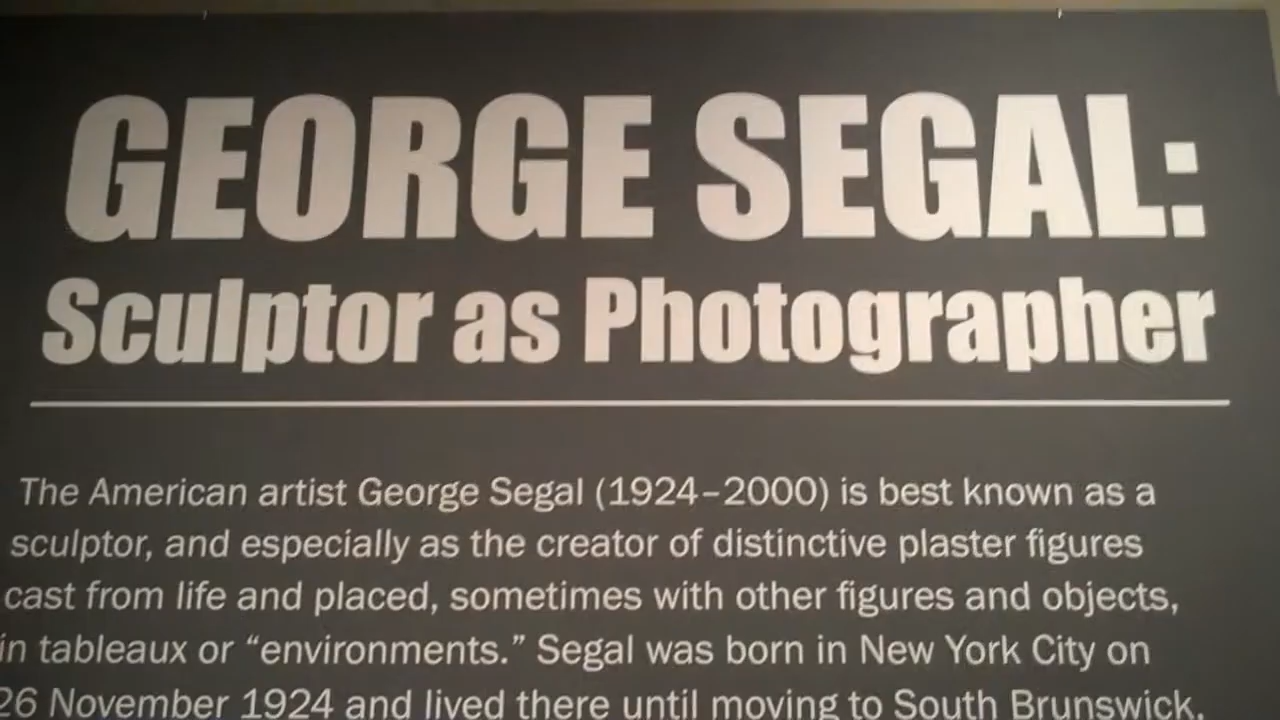 GEORGE SEGAL:
Sculptor as Photographer
The American artist George Segal (1924–2000) is best known as a
sculptor, and especially as the creator of distinctive plaster figures
cast from life and placed, sometimes with other figures and objects,
in tableaux or “environments.” Segal was born in New York City on
26 November 1924 and lived there until moving to South Brunswick,